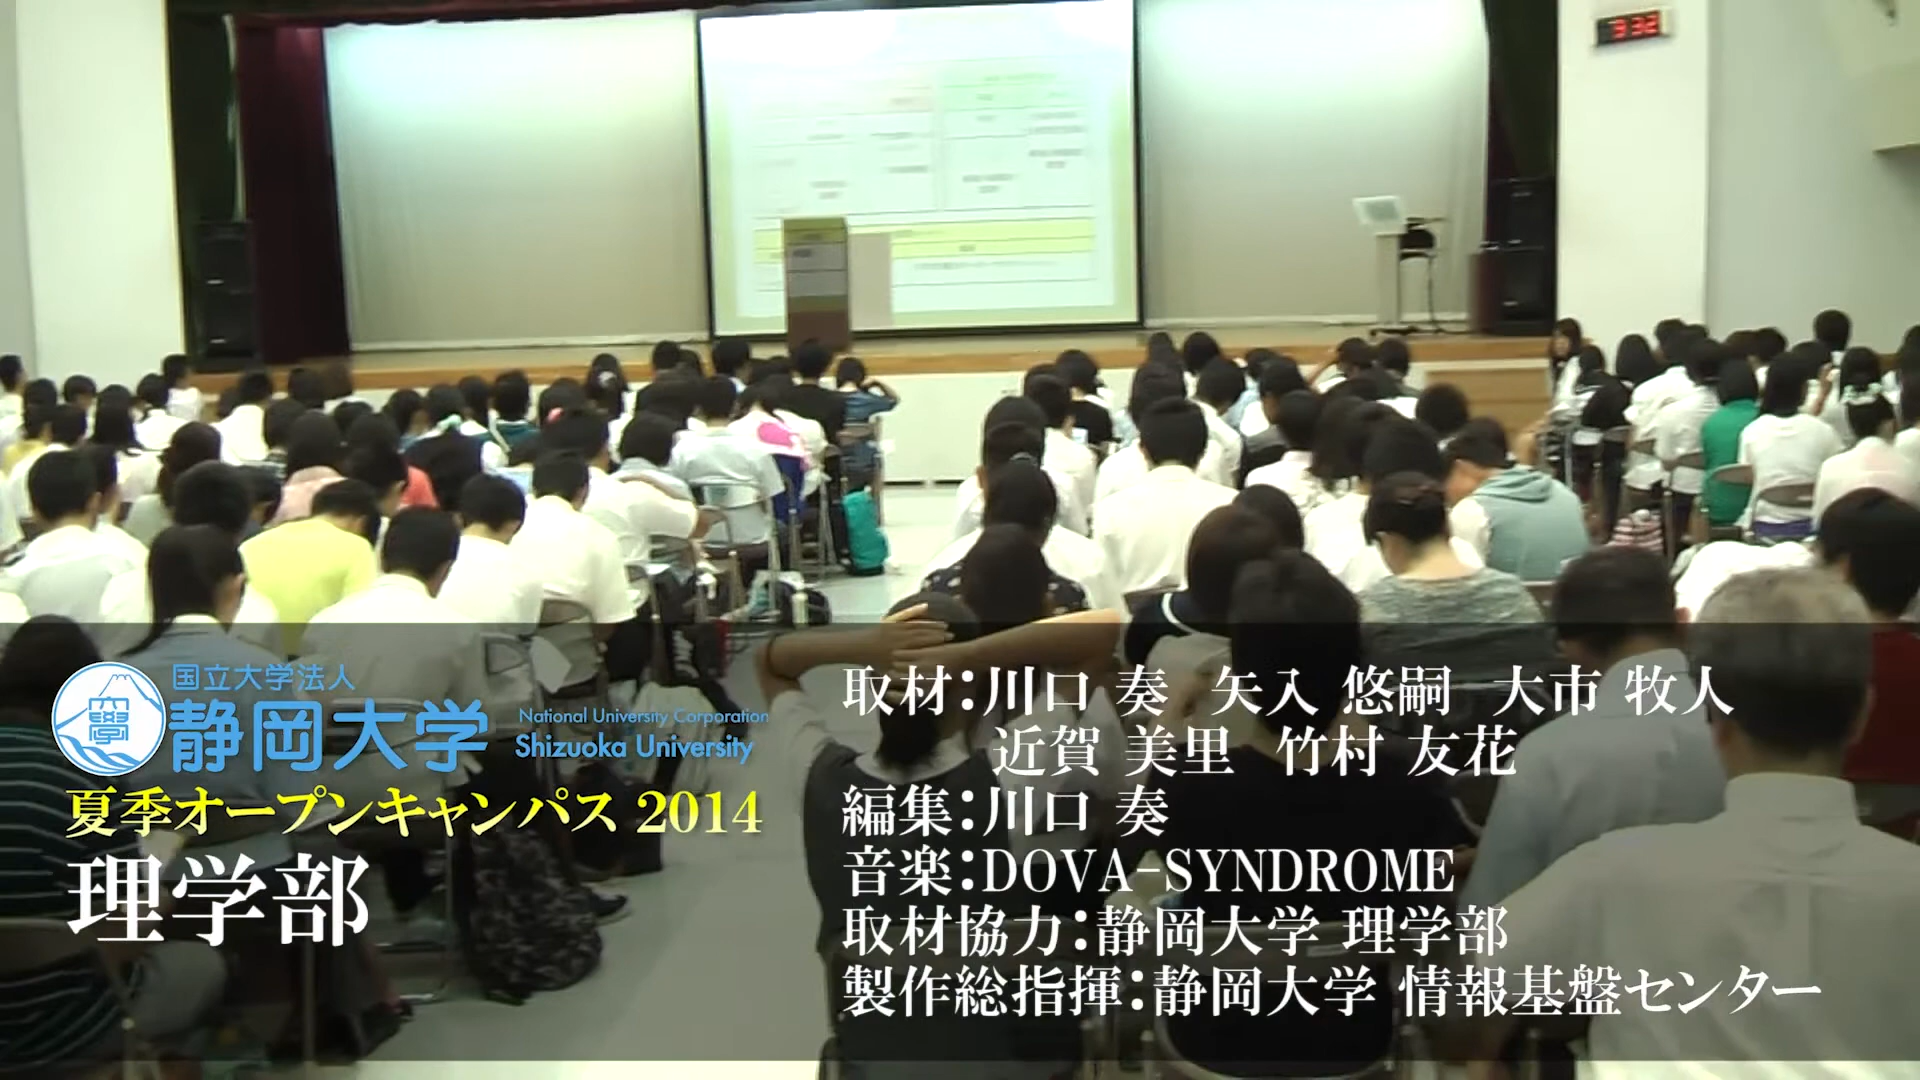 9:32
国立大学法人
静岡大学
National University Corporation
Shizuoka University
夏季オープンキャンパス 2014
理学部
取材：川口 奏 矢入 悠嗣 大市 牧人
近賀 美里 竹村 友花
編集：川口 奏
音楽：DOVA-SYNDROME
取材協力：静岡大学 理学部
製作総指揮：静岡大学 情報基盤センター